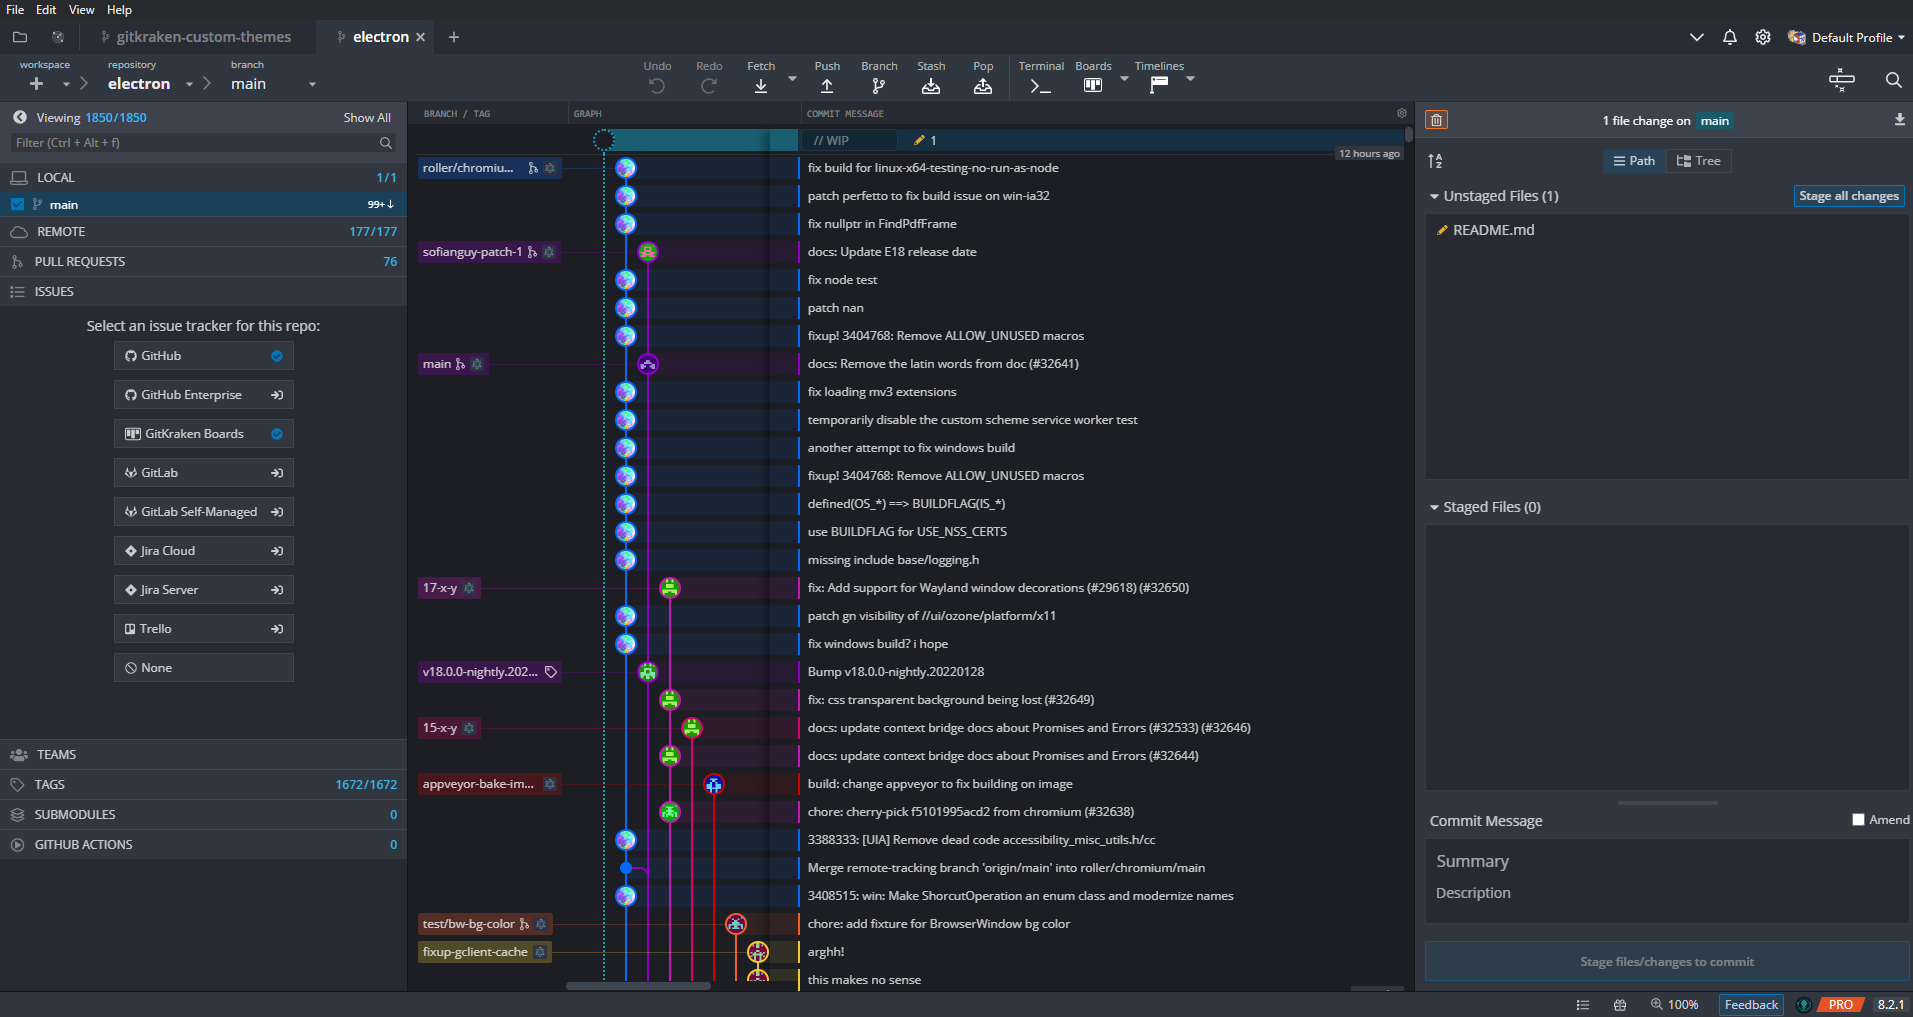 File Edit View Help
gitkraken-custom-themes
electron
workspace
repository
electron
branch
main
Undo
Redo
Fetch
Push
Branch
Stash
Pop
Terminal
Boards
Timelines
Default Profile
Viewing 1850/1850 Show All
Filter (Ctrl + Alt + f)
LOCAL 1/1
main 99+↓
REMOTE 177/177
PULL REQUESTS 76
ISSUES
Select an issue tracker for this repo:
GitHub
GitHub Enterprise
GitKraken Boards
GitLab
GitLab Self-Managed
Jira Cloud
Jira Server
Trello
None
TEAMS
TAGS 1672/1672
SUBMODULES 0
GITHUB ACTIONS 0
BRANCH / TAG GRAPH COMMIT MESSAGE
// WIP 1
12 hours ago
roller/chromiu... fix build for linux-x64-testing-no-run-as-node
patch perfetto to fix build issue on win-ia32
fix nullptr in FindPdfFrame
sofianguy-patch-1 docs: Update E18 release date
fix node test
patch nan
fixup! 3404768: Remove ALLOW_UNUSED macros
main docs: Remove the latin words from doc (#32641)
fix loading mv3 extensions
temporarily disable the custom scheme service worker test
another attempt to fix windows build
fixup! 3404768: Remove ALLOW_UNUSED macros
defined(OS_*) ==> BUILDFLAG(IS_*)
use BUILDFLAG for USE_NSS_CERTS
missing include base/logging.h
17-x-y fix: Add support for Wayland window decorations (#29618) (#32650)
patch gn visibility of //ui/ozone/platform/x11
fix windows build? i hope
v18.0.0-nightly.202... Bump v18.0.0-nightly.20220128
fix: css transparent background being lost (#32649)
15-x-y docs: update context bridge docs about Promises and Errors (#32533) (#32646)
docs: update context bridge docs about Promises and Errors (#32644)
appveyor-bake-im... build: change appveyor to fix building on image
chore: cherry-pick f5101995acd2 from chromium (#32638)
3388333: [UIA] Remove dead code accessibility_misc_utils.h/cc
Merge remote-tracking branch 'origin/main' into roller/chromium/main
3408515: win: Make ShorcutOperation an enum class and modernize names
test/bw-bg-color chore: add fixture for BrowserWindow bg color
fixup-gclient-cache arghh!
this makes no sense
1 file change on main
Path Tree
Unstaged Files (1) Stage all changes
README.md
Staged Files (0)
Commit Message Amend
Summary
Description
Stage files/changes to commit
100% Feedback PRO 8.2.1